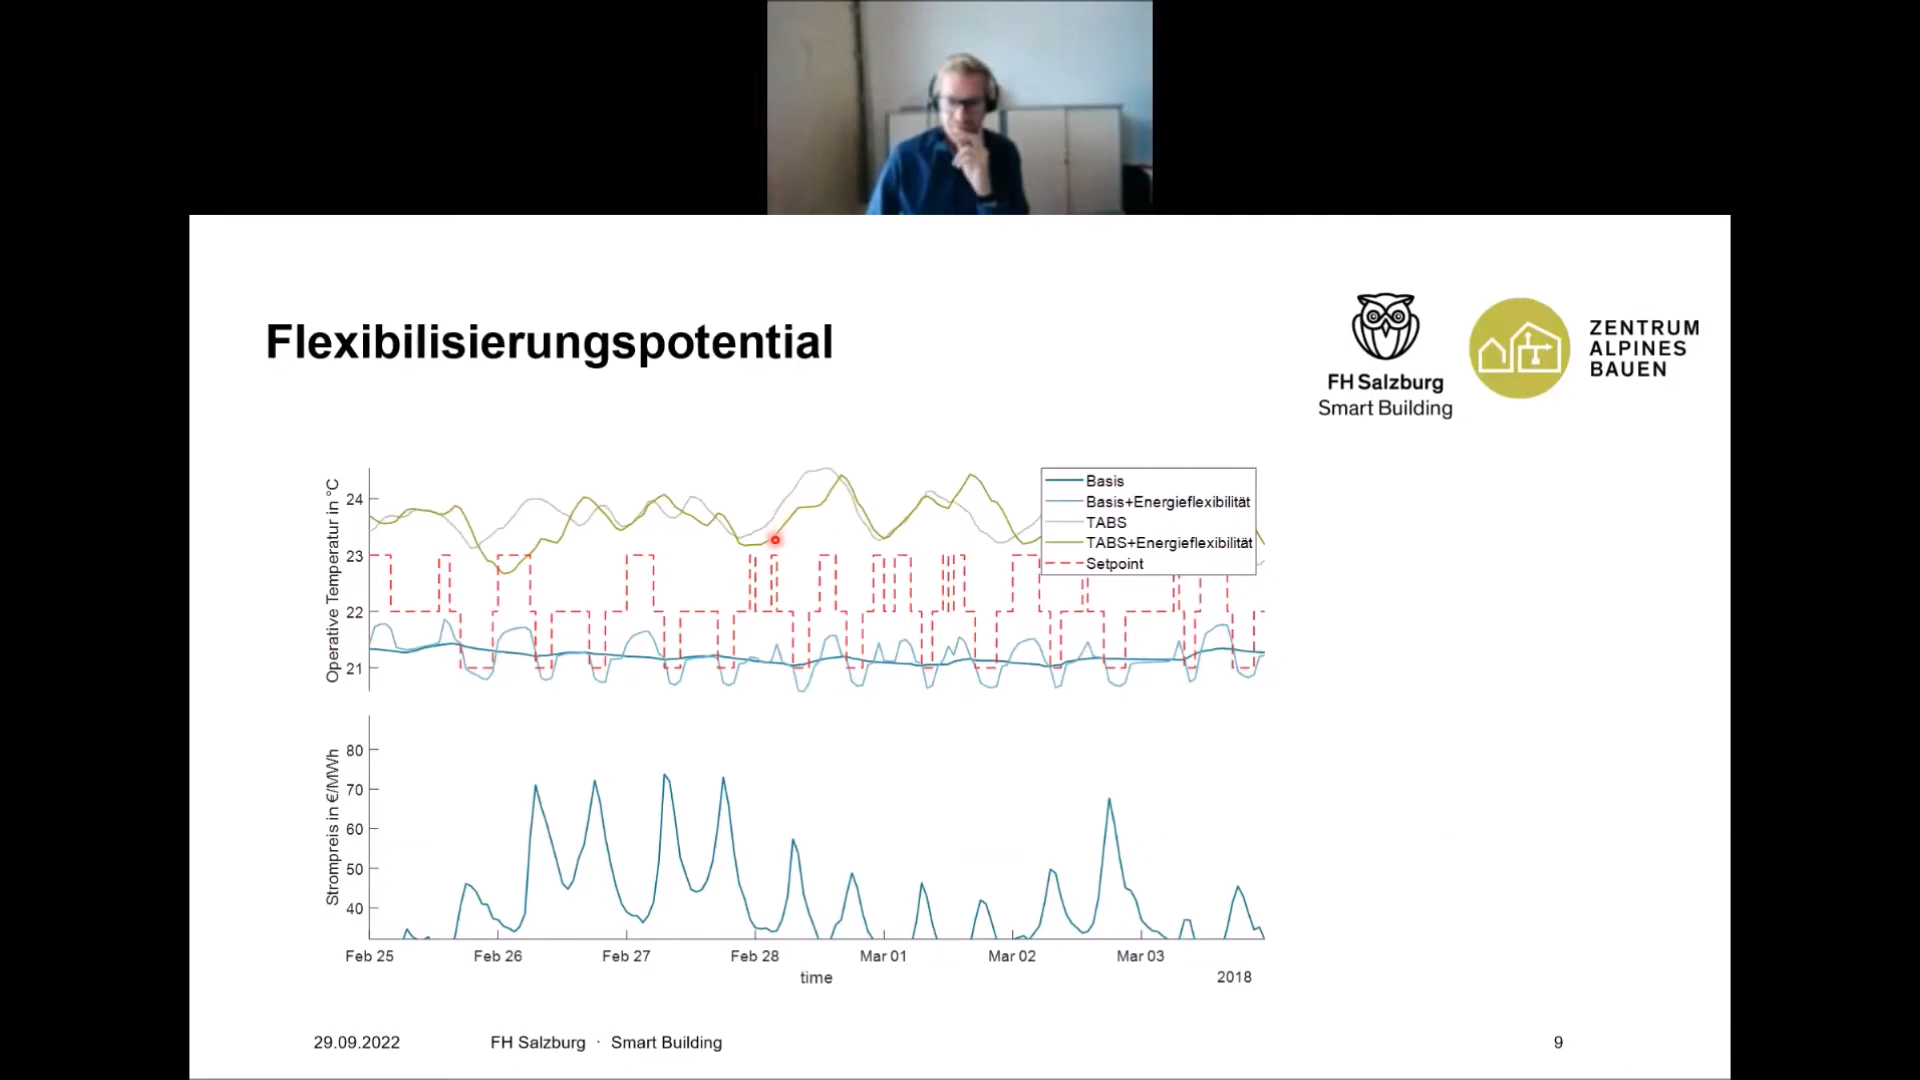 Flexibilisierungspotential
FH Salzburg
Smart Building
ZENTRUM
ALPINES
BAUEN
Operative Temperatur in °C
24
23
22
21
Basis
Basis+Energieflexibilität
TABS
TABS+Energieflexibilität
Setpoint
Strompreis in €/MWh
80
70
60
50
40
Feb 25 Feb 26 Feb 27 Feb 28 Mar 01 Mar 02 Mar 03
time
2018
29.09.2022 FH Salzburg · Smart Building 9